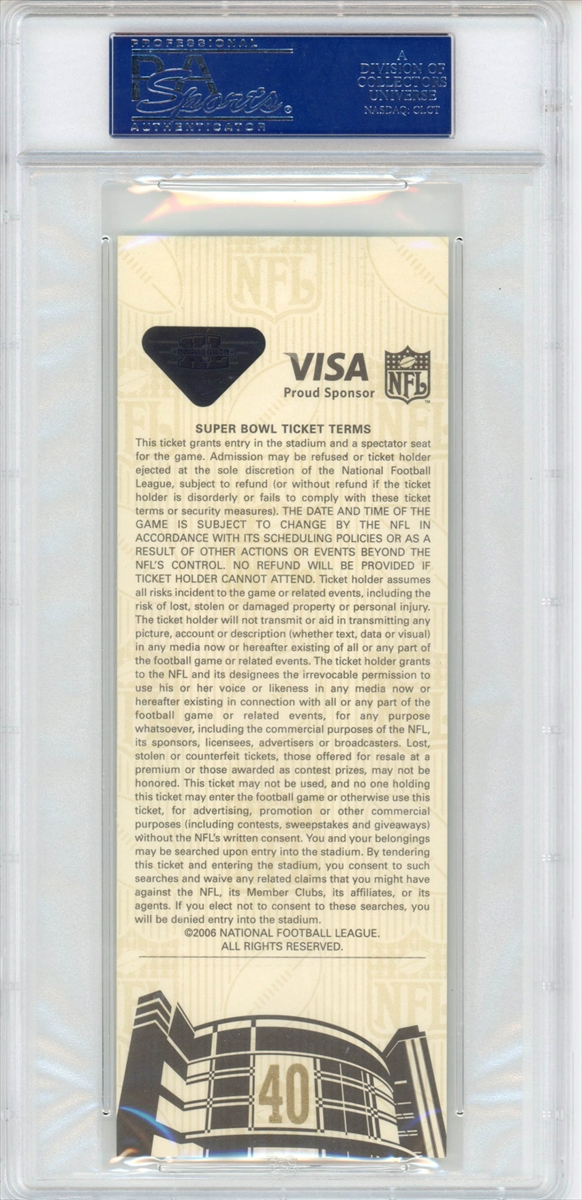 PROFESSIONAL
PSA
Sports
AUTHENTICATOR
A
DIVISION OF
COLLECTORS
UNIVERSE
NASDAQ: CLCT
NFL
XL
VISA
Proud Sponsor
NFL
SUPER BOWL TICKET TERMS
This ticket grants entry in the stadium and a spectator seat
for the game. Admission may be refused or ticket holder
ejected at the sole discretion of the National Football
League, subject to refund (or without refund if the ticket
holder is disorderly or fails to comply with these ticket
terms or security measures). THE DATE AND TIME OF THE
GAME IS SUBJECT TO CHANGE BY THE NFL IN
ACCORDANCE WITH ITS SCHEDULING POLICIES OR AS A
RESULT OF OTHER ACTIONS OR EVENTS BEYOND THE
NFL'S CONTROL. NO REFUND WILL BE PROVIDED IF
TICKET HOLDER CANNOT ATTEND. Ticket holder assumes
all risks incident to the game or related events, including the
risk of lost, stolen or damaged property or personal injury.
The ticket holder will not transmit or aid in transmitting any
picture, account or description (whether text, data or visual)
in any media now or hereafter existing of all or any part of
the football game or related events. The ticket holder grants
to the NFL and its designees the irrevocable permission to
use his or her voice or likeness in any media now or
hereafter existing in connection with all or any part of the
football game or related events, for any purpose
whatsoever, including the commercial purposes of the NFL,
its sponsors, licensees, advertisers or broadcasters. Lost,
stolen or counterfeit tickets, those offered for resale at a
premium or those awarded as contest prizes, may not be
honored. This ticket may not be used, and no one holding
this ticket may enter the football game or otherwise use this
ticket, for advertising, promotion or other commercial
purposes (including contests, sweepstakes and giveaways)
without the NFL's written consent. You and your belongings
may be searched upon entry into the stadium. By tendering
this ticket and entering the stadium, you consent to such
searches and waive any related claims that you might have
against the NFL, its Member Clubs, its affiliates, or its
agents. If you elect not to consent to these searches, you
will be denied entry into the stadium.
©2006 NATIONAL FOOTBALL LEAGUE.
ALL RIGHTS RESERVED.
NFL
40